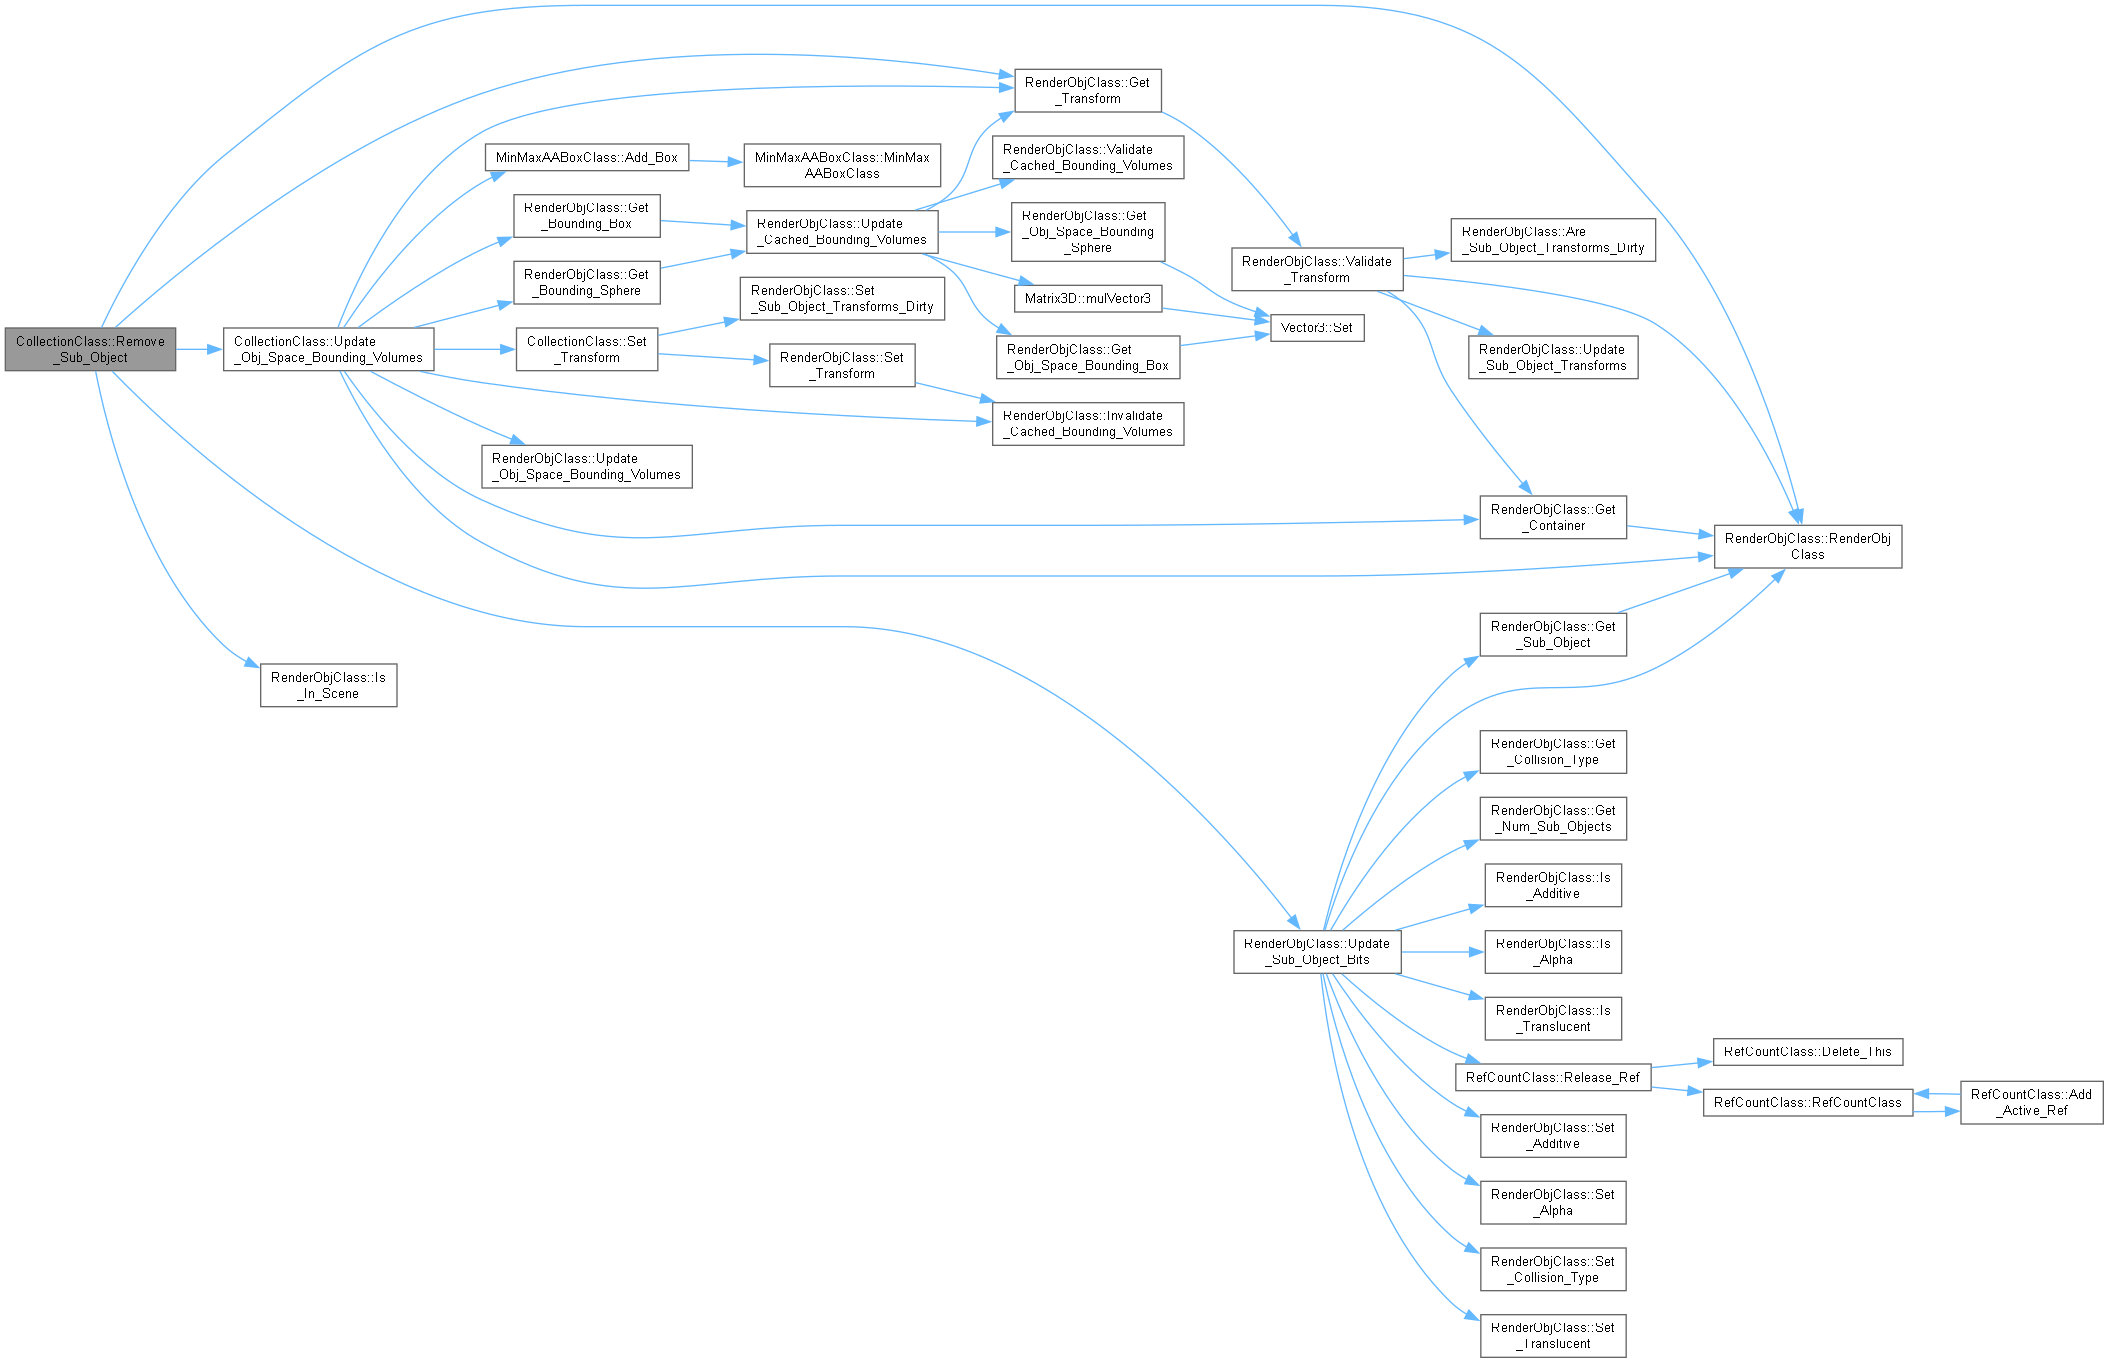 CollectionClass::Remove
_Sub_Object
CollectionClass::Update
_Obj_Space_Bounding_Volumes
RenderObjClass::Is
_In_Scene
MinMaxAABoxClass::Add_Box
RenderObjClass::Get
_Bounding_Box
RenderObjClass::Get
_Bounding_Sphere
CollectionClass::Set
_Transform
RenderObjClass::Update
_Obj_Space_Bounding_Volumes
MinMaxAABoxClass::MinMax
AABoxClass
RenderObjClass::Update
_Cached_Bounding_Volumes
RenderObjClass::Set
_Sub_Object_Transforms_Dirty
RenderObjClass::Set
_Transform
RenderObjClass::Get
_Transform
RenderObjClass::Validate
_Cached_Bounding_Volumes
RenderObjClass::Get
_Obj_Space_Bounding
_Sphere
Matrix3D::mulVector3
RenderObjClass::Get
_Obj_Space_Bounding_Box
RenderObjClass::Invalidate
_Cached_Bounding_Volumes
RenderObjClass::Validate
_Transform
Vector3::Set
RenderObjClass::Update
_Sub_Object_Bits
RenderObjClass::Are
_Sub_Object_Transforms_Dirty
RenderObjClass::Update
_Sub_Object_Transforms
RenderObjClass::Get
_Container
RenderObjClass::RenderObj
Class
RenderObjClass::Get
_Sub_Object
RenderObjClass::Get
_Collision_Type
RenderObjClass::Get
_Num_Sub_Objects
RenderObjClass::Is
_Additive
RenderObjClass::Is
_Alpha
RenderObjClass::Is
_Translucent
RefCountClass::Release_Ref
RenderObjClass::Set
_Additive
RenderObjClass::Set
_Alpha
RenderObjClass::Set
_Collision_Type
RenderObjClass::Set
_Translucent
RefCountClass::Delete_This
RefCountClass::RefCountClass
RefCountClass::Add
_Active_Ref